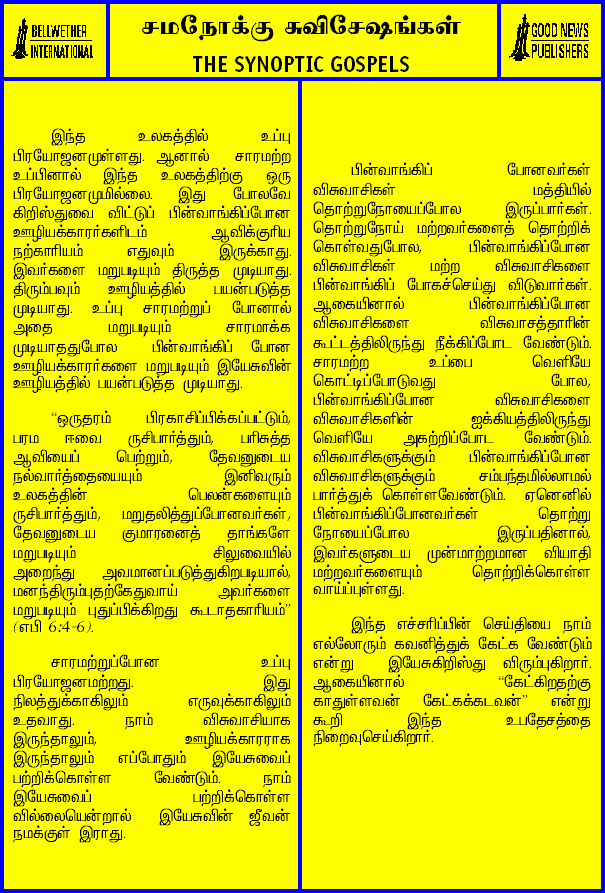 BELLWETHER
INTERNATIONAL
சமநோக்கு சுவிசேஷங்கள்
THE SYNOPTIC GOSPELS
GOOD NEWS
PUBLISHERS
இந்த உலகத்தில் உப்பு
பிரயோஜனமுள்ளது. ஆனால் சாரமற்ற
உப்பினால் இந்த உலகத்திற்கு ஒரு
பிரயோஜனமுமில்லை. இது போலவே
கிறிஸ்துவை விட்டுப் பின்வாங்கிப்போன
ஊழியக்காரர்களிடம் ஆவிக்குரிய
நற்காரியம் எதுவும் இருக்காது.
இவர்களை மறுபடியும் திருத்த முடியாது.
திரும்பவும் ஊழியத்தில் பயன்படுத்த
முடியாது. உப்பு சாரமற்றுப் போனால்
அதை மறுபடியும் சாரமாக்க
முடியாததுபோல பின்வாங்கிப் போன
ஊழியக்காரர்களை மறுபடியும் இயேசுவின்
ஊழியத்தில் பயன்படுத்த முடியாது.
“ஒருதரம் பிரகாசிப்பிக்கப்பட்டும்,
பரம ஈவை ருசிபார்த்தும், பரிசுத்த
ஆவியைப் பெற்றும், தேவனுடைய
நல்வார்த்தையையும் இனிவரும்
உலகத்தின் பெலன்களையும்
ருசிபார்த்தும், மறுதலித்துப்போனவர்கள்,
தேவனுடைய குமாரனைத் தாங்களே
மறுபடியும் சிலுவையில்
அறைந்து அவமானப்படுத்துகிறபடியால்,
மனந்திரும்புதற்கேதுவாய் அவர்களை
மறுபடியும் புதுப்பிக்கிறது கூடாதகாரியம்”
(எபி 6:4-6).
சாரமற்றுப்போன உப்பு
பிரயோஜனமற்றது. இது
நிலத்துக்காகிலும் எருவுக்காகிலும்
உதவாது. நாம் விசுவாசியாக
இருந்தாலும், ஊழியக்காரராக
இருந்தாலும் எப்போதும் இயேசுவைப்
பற்றிக்கொள்ள வேண்டும். நாம்
இயேசுவைப் பற்றிக்கொள்ள
வில்லையென்றால் இயேசுவின் ஜீவன்
நமக்குள் இராது.
பின்வாங்கிப் போனவர்கள்
விசுவாசிகள் மத்தியில்
தொற்றுநோயைப்போல இருப்பார்கள்.
தொற்றுநோய் மற்றவர்களைத் தொற்றிக்
கொள்வதுபோல, பின்வாங்கிப்போன
விசுவாசிகள் மற்ற விசுவாசிகளை
பின்வாங்கிப் போகச்செய்து விடுவார்கள்.
ஆகையினால் பின்வாங்கிப்போன
விசுவாசிகளை விசுவாசத்தாரின்
கூட்டத்திலிருந்து நீக்கிப்போட வேண்டும்.
சாரமற்ற உப்பை வெளியே
கொட்டிப்போடுவது போல,
பின்வாங்கிப்போன விசுவாசிகளை
விசுவாசிகளின் ஐக்கியத்திலிருந்து
வெளியே அகற்றிப்போட வேண்டும்.
விசுவாசிகளுக்கும் பின்வாங்கிப்போன
விசுவாசிகளுக்கும் சம்பந்தமில்லாமல்
பார்த்துக் கொள்ளவேண்டும். ஏனெனில்
பின்வாங்கிப்போனவர்கள் தொற்று
நோயைப்போல இருப்பதினால்,
இவர்களுடைய முன்மாற்றமான வியாதி
மற்றவர்களையும் தொற்றிக்கொள்ள
வாய்ப்புள்ளது.
இந்த எச்சரிப்பின் செய்தியை நாம்
எல்லோரும் கவனித்துக் கேட்க வேண்டும்
என்று இயேசுகிறிஸ்து விரும்புகிறார்.
ஆகையினால் “கேட்கிறதற்கு
காதுள்ளவன் கேட்கக்கடவன்” என்று
கூறி இந்த உபதேசத்தை
நிறைவுசெய்கிறார்.